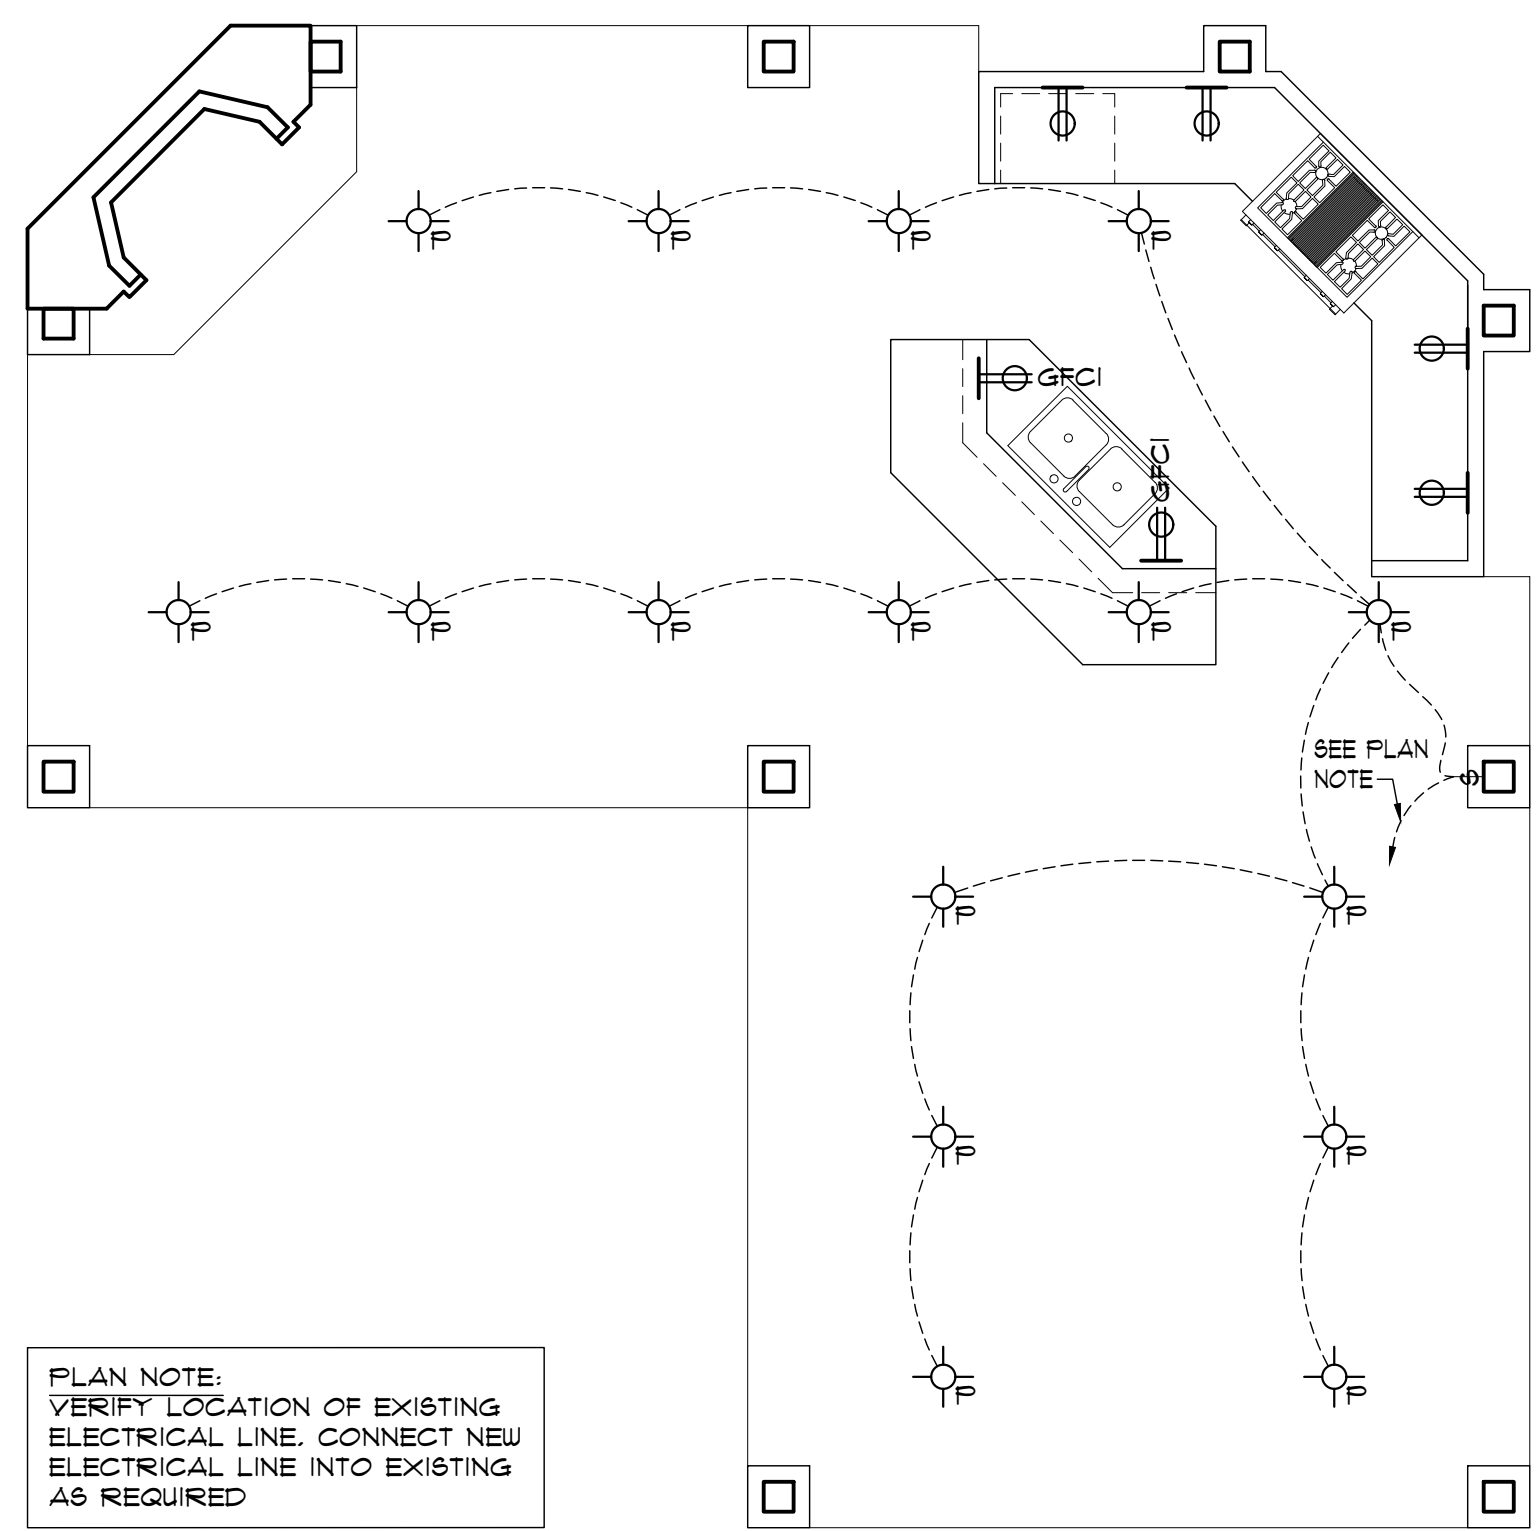 P
P
P
P
GFCI
GFCI
P
P
P
P
P
P
SEE PLAN
NOTE
S
P
P
P
P
P
P
PLAN NOTE:
VERIFY LOCATION OF EXISTING
ELECTRICAL LINE. CONNECT NEW
ELECTRICAL LINE INTO EXISTING
AS REQUIRED